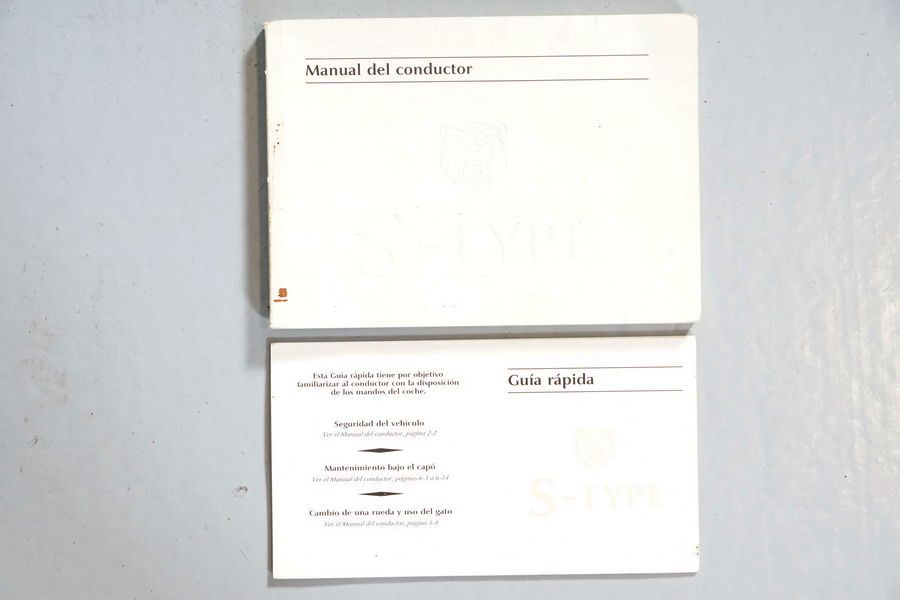 Manual del conductor
S-TYPE
Esta Guía rápida tiene por objetivo
familiarizar al conductor con la disposición
de los mandos del coche.
Seguridad del vehículo
Ver el Manual del conductor, página 2-2
Mantenimiento bajo el capó
Ver el Manual del conductor, páginas 6-3 a 6-14
Cambio de una rueda y uso del gato
Ver el Manual del conductor, página 5-4
Guía rápida
S-TYPE